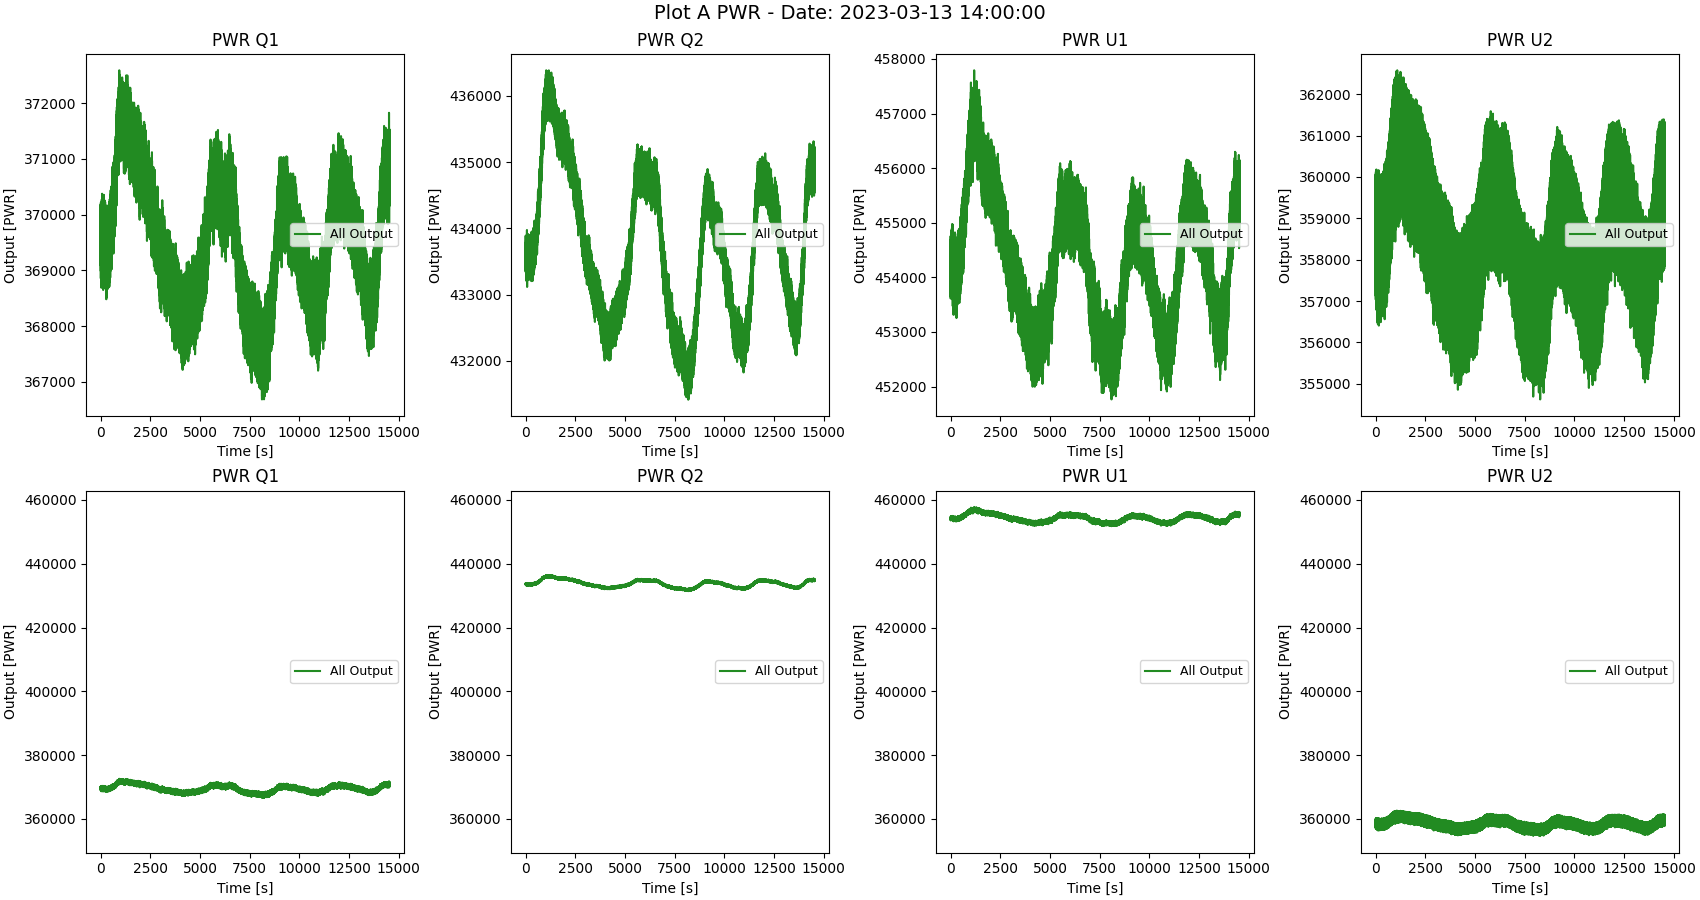 Plot A PWR - Date: 2023-03-13 14:00:00
PWR Q1
Output [PWR]
372000
371000
370000
369000
368000
367000
All Output
0 2500 5000 7500 10000 12500 15000
Time [s]
PWR Q2
Output [PWR]
436000
435000
434000
433000
432000
All Output
0 2500 5000 7500 10000 12500 15000
Time [s]
PWR U1
Output [PWR]
458000
457000
456000
455000
454000
453000
452000
All Output
0 2500 5000 7500 10000 12500 15000
Time [s]
PWR U2
Output [PWR]
362000
361000
360000
359000
358000
357000
356000
355000
All Output
0 2500 5000 7500 10000 12500 15000
Time [s]
PWR Q1
Output [PWR]
460000
440000
420000
400000
380000
360000
All Output
0 2500 5000 7500 10000 12500 15000
Time [s]
PWR Q2
Output [PWR]
460000
440000
420000
400000
380000
360000
All Output
0 2500 5000 7500 10000 12500 15000
Time [s]
PWR U1
Output [PWR]
460000
440000
420000
400000
380000
360000
All Output
0 2500 5000 7500 10000 12500 15000
Time [s]
PWR U2
Output [PWR]
460000
440000
420000
400000
380000
360000
All Output
0 2500 5000 7500 10000 12500 15000
Time [s]